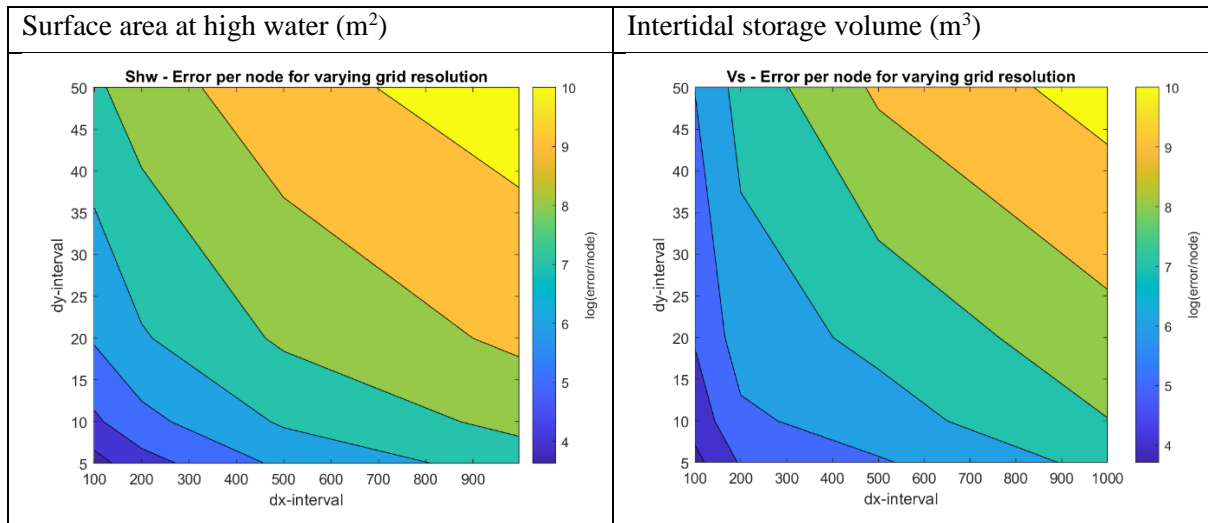 Surface area at high water (m²)
Intertidal storage volume (m³)
Shw - Error per node for varying grid resolution
50
45
40
35
30
25
20
15
10
5
dy-interval
100 200 300 400 500 600 700 800 900
dx-interval
10
9
8
7
6
5
4
log(error/node)
Vs - Error per node for varying grid resolution
50
45
40
35
30
25
20
15
10
5
dy-interval
100 200 300 400 500 600 700 800 900 1000
dx-interval
10
9
8
7
6
5
4
log(error/node)